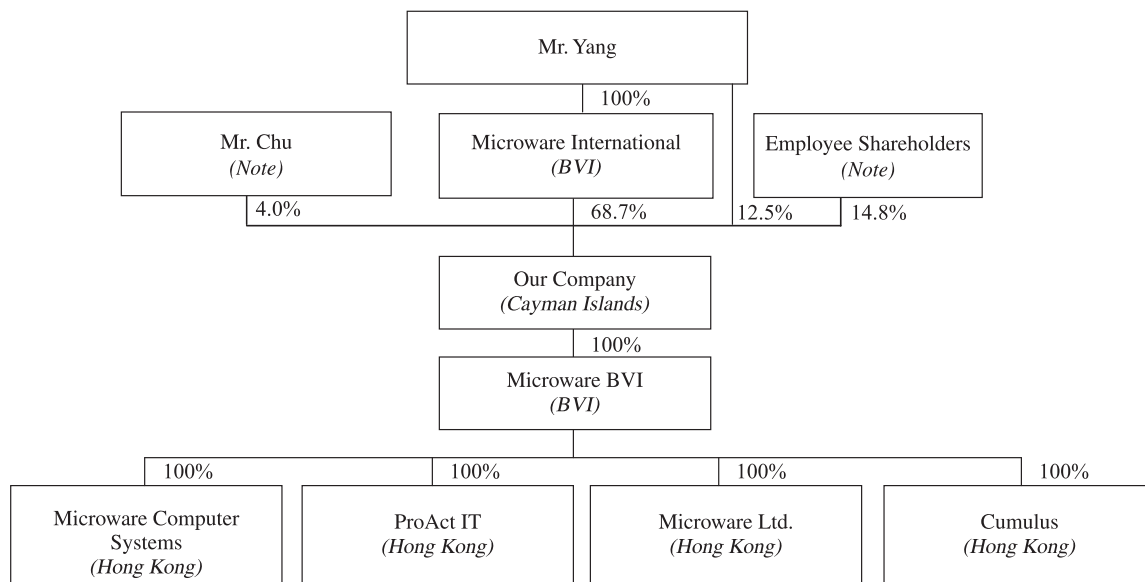 Mr. Yang
100%
Mr. Chu
(Note)
Microware International
(BVI)
Employee Shareholders
(Note)
4.0%
68.7%
12.5%
14.8%
Our Company
(Cayman Islands)
100%
Microware BVI
(BVI)
100%
100%
100%
100%
Microware Computer
Systems
(Hong Kong)
ProAct IT
(Hong Kong)
Microware Ltd.
(Hong Kong)
Cumulus
(Hong Kong)